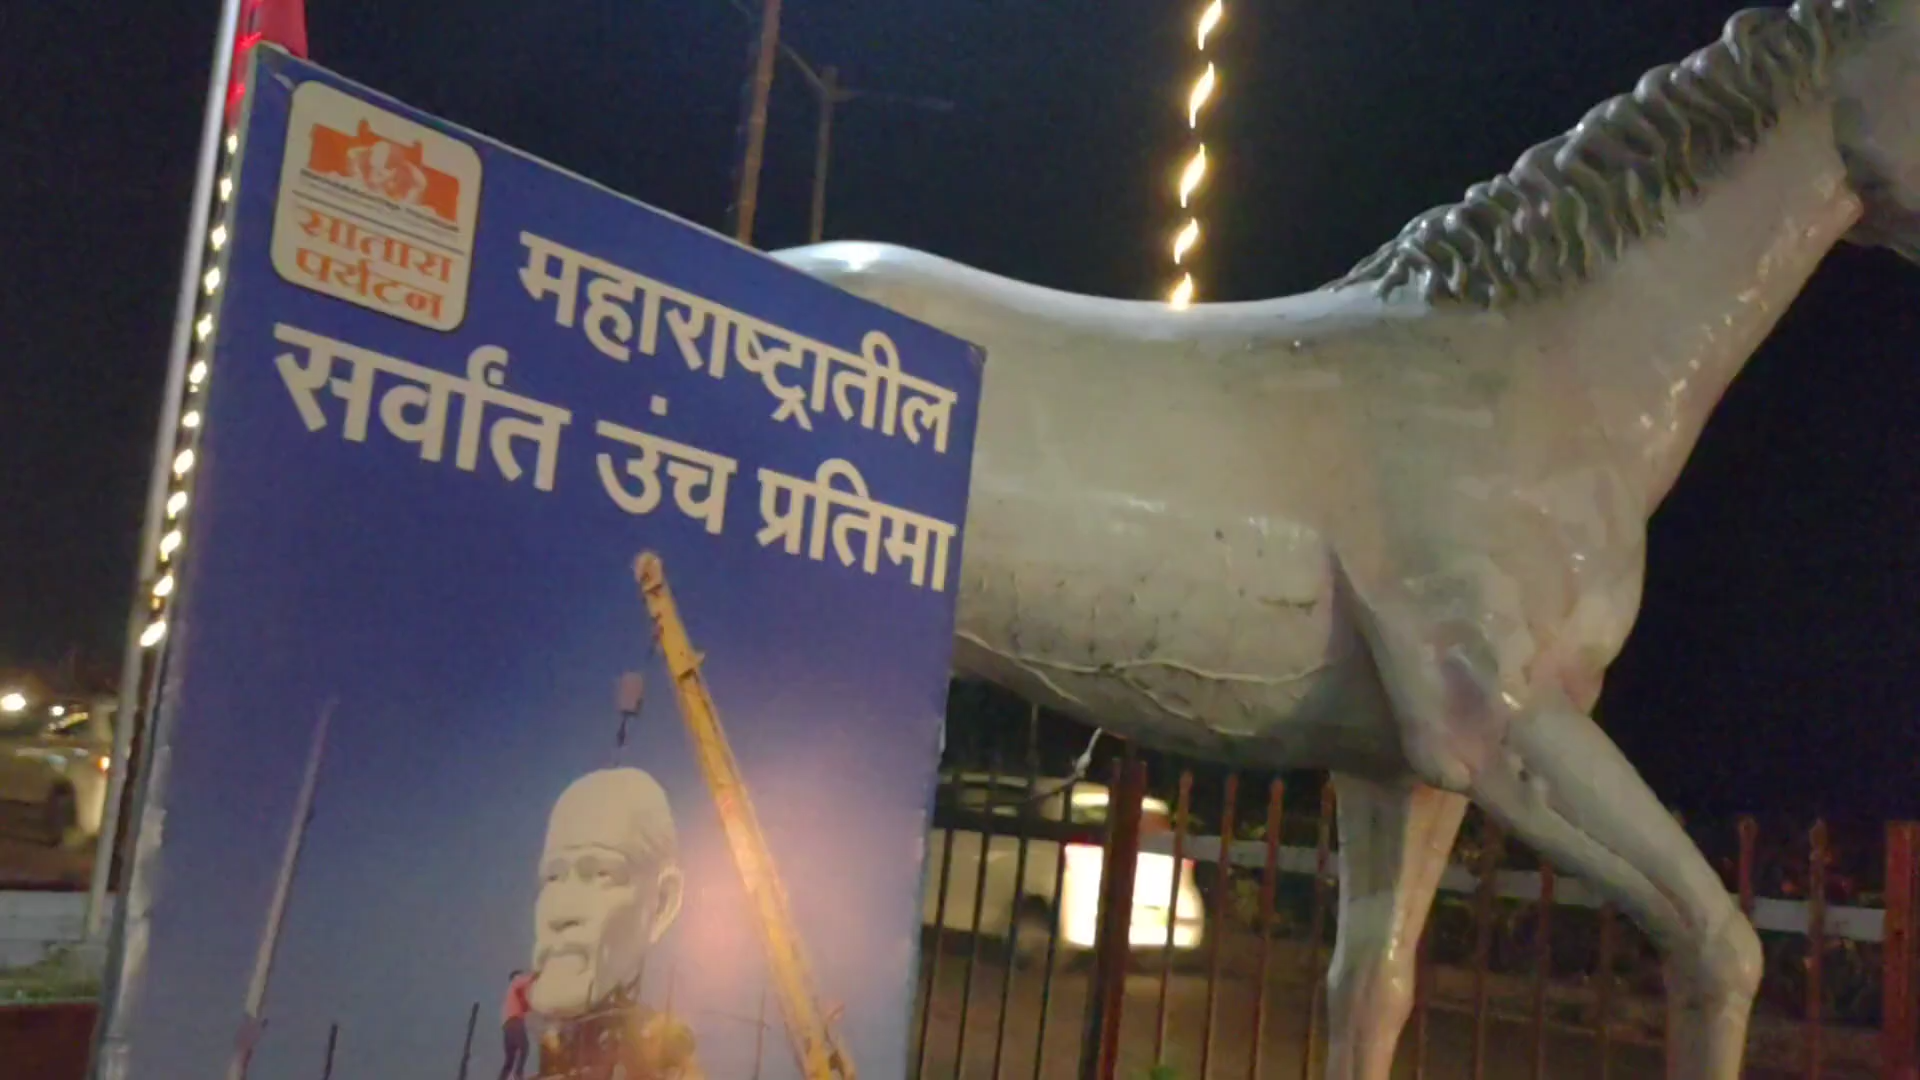 सातारा
पर्यटन
महाराष्ट्रातील
सर्वांत उंच प्रतिमा